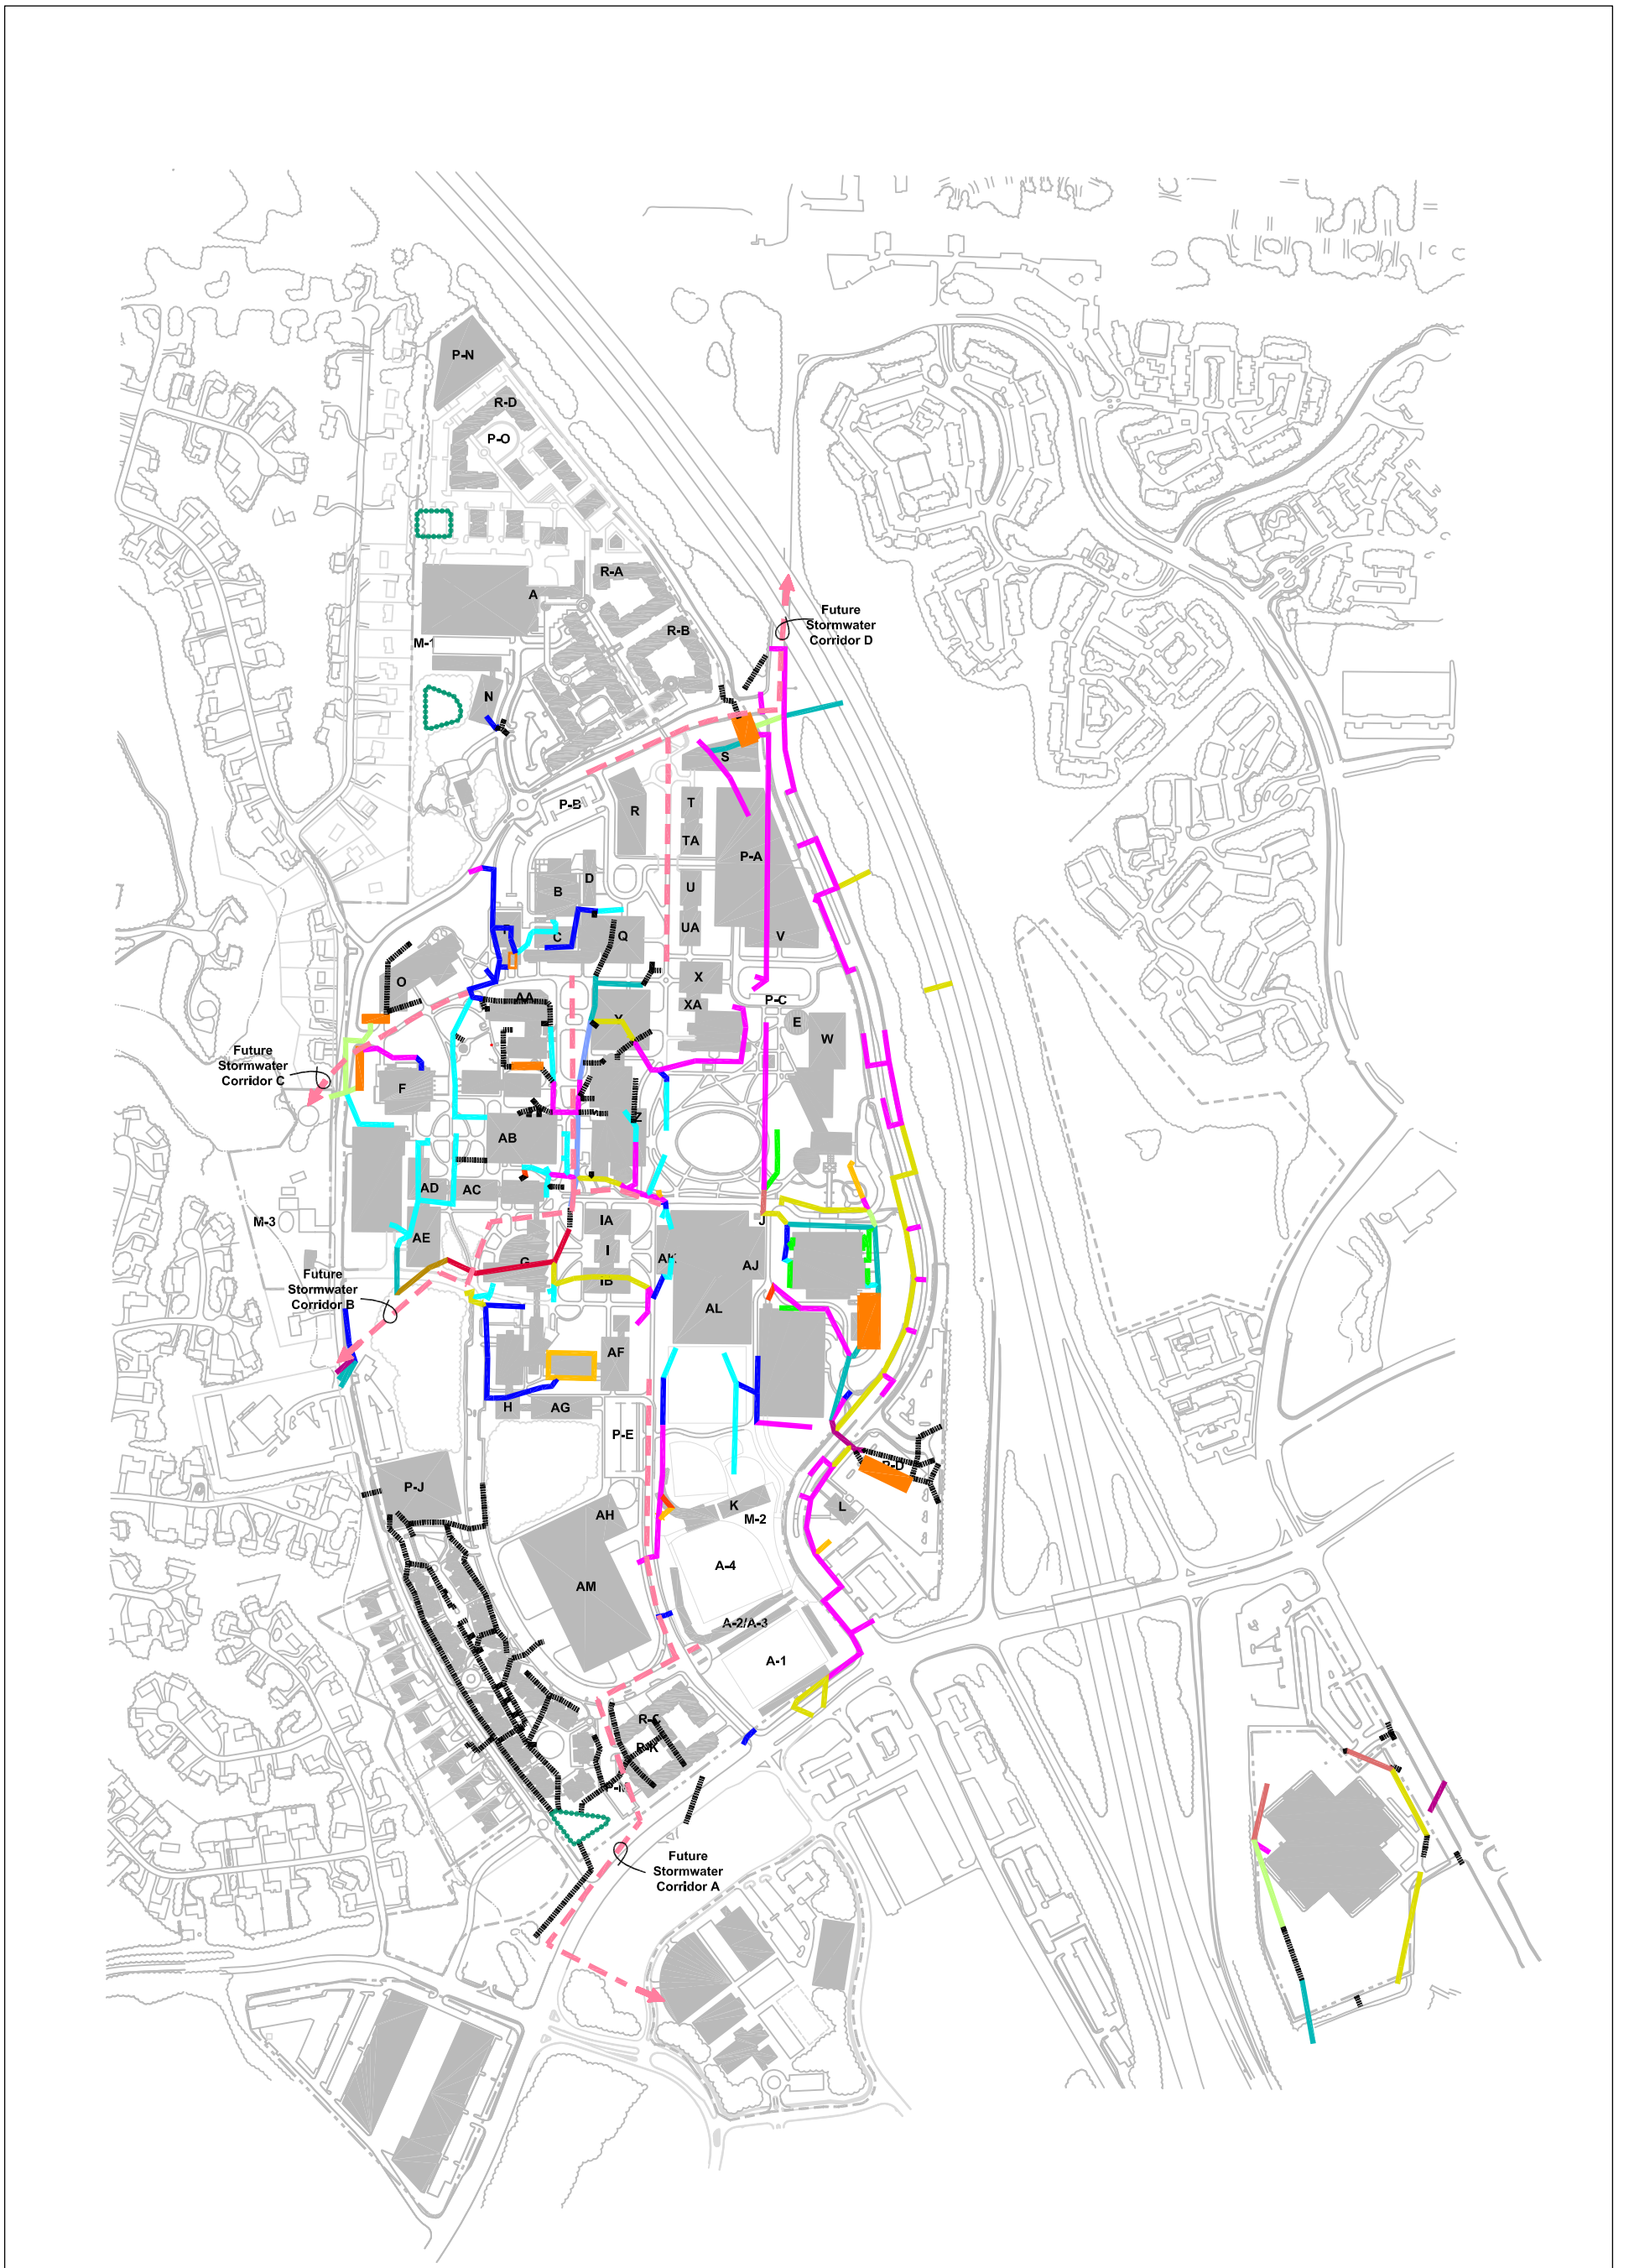 P-N
R-D
P-O
R-A
A
Future
Stormwater
Corridor D
R-B
M-1
N
S
P-B
T
R
TA
P-A
D
U
B
UA
C
Q
V
X
O
AA
P-C
XA
E
Y
W
Future
Stormwater
Corridor C
F
Z
AB
AD
AC
M-3
IA
J
AE
I
AK
G
AJ
Future
Stormwater
Corridor B
IB
AL
AF
H
AG
P-E
P-D
P-J
K
L
AH
M-2
A-4
AM
A-2/A-3
A-1
R-C
P-K
Future
Stormwater
Corridor A